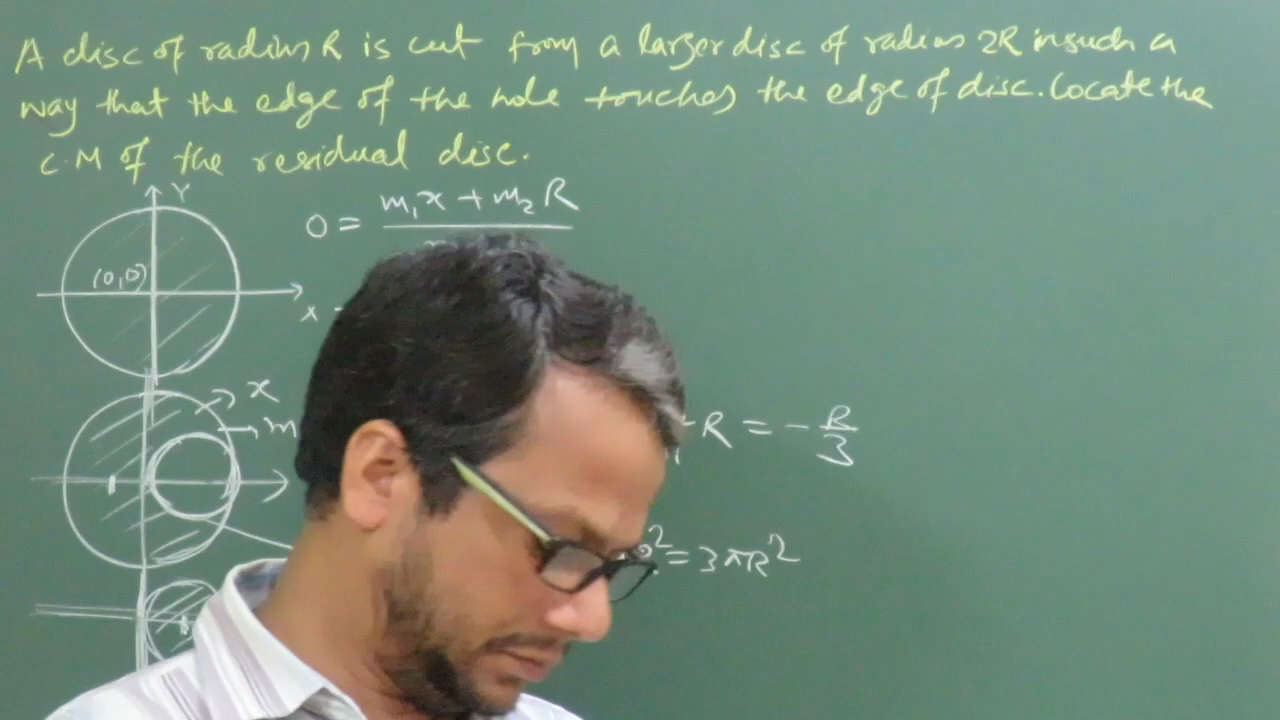 A disc of radius R is cut from a larger disc of radius 2R in such a
way that the edge of the hole touches the edge of disc. Locate the
C.M of the residual disc.
Y
0 = m₁x + m₂R
(0,0)
x
x
m
R = -R/3
² = 3πR²